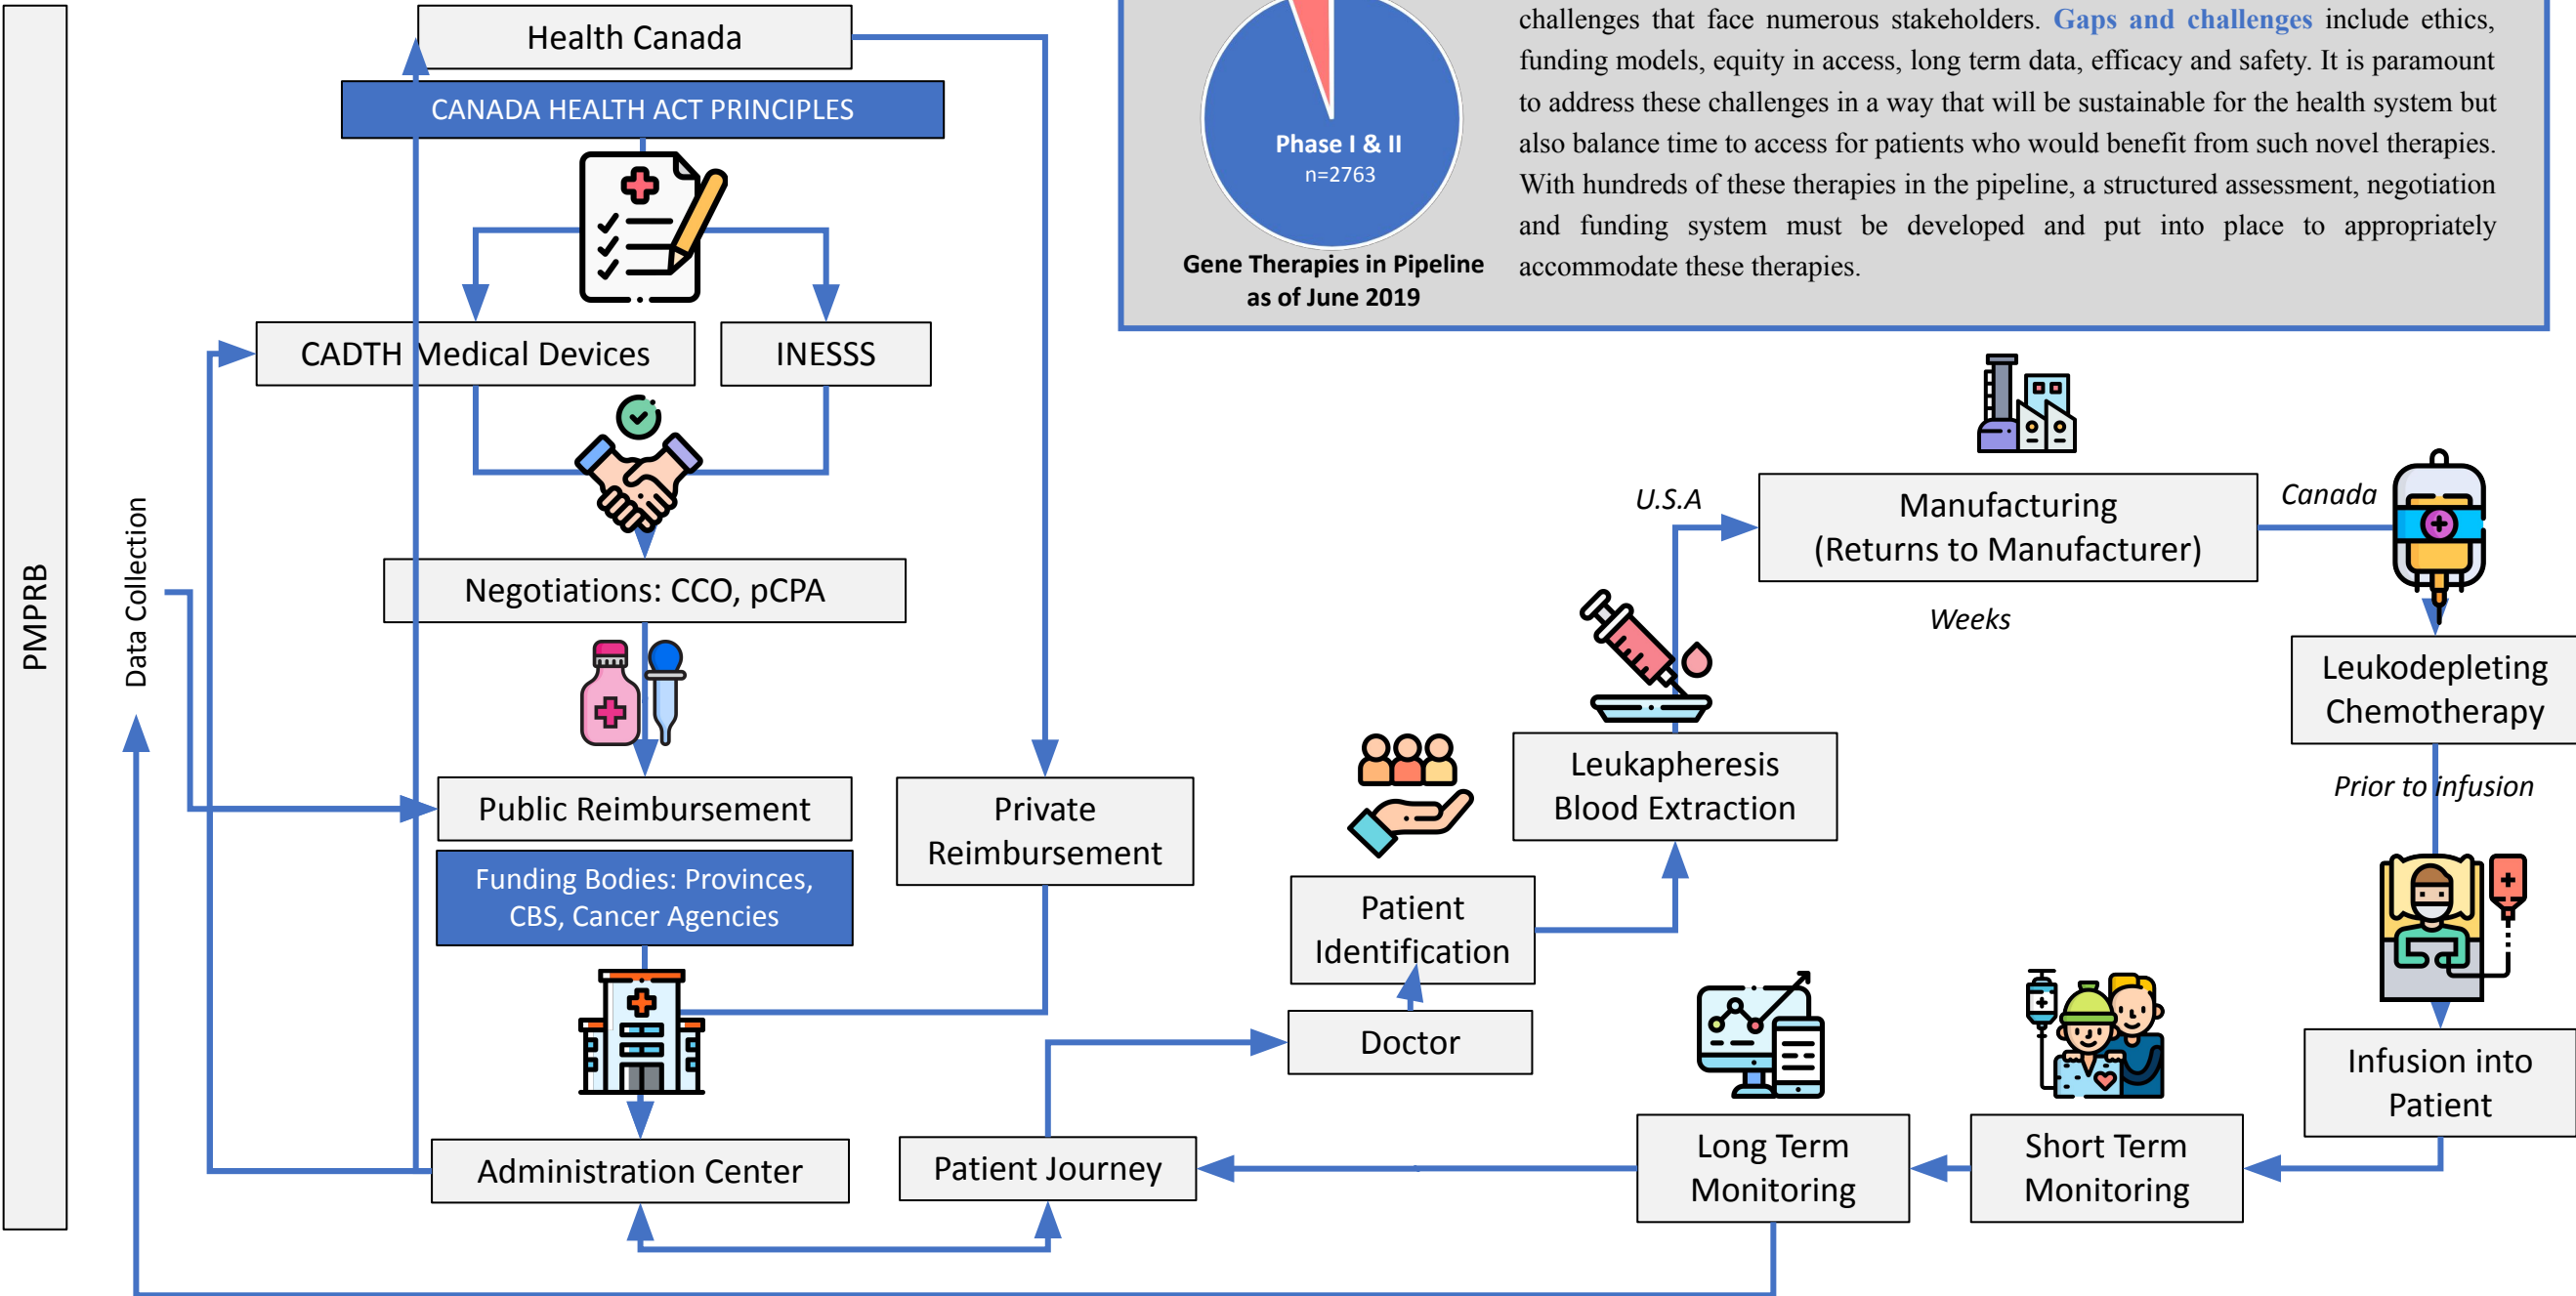 Health Canada
CANADA HEALTH ACT PRINCIPLES
CADTH Medical Devices
INESSS
Negotiations: CCO, pCPA
Public Reimbursement
Funding Bodies: Provinces,
CBS, Cancer Agencies
Private
Reimbursement
Administration Center
Patient Journey
PMPRB
Data Collection
Phase I & II
n=2763
Gene Therapies in Pipeline
as of June 2019
challenges that face numerous stakeholders. Gaps and challenges include ethics,
funding models, equity in access, long term data, efficacy and safety. It is paramount
to address these challenges in a way that will be sustainable for the health system but
also balance time to access for patients who would benefit from such novel therapies.
With hundreds of these therapies in the pipeline, a structured assessment, negotiation
and funding system must be developed and put into place to appropriately
accommodate these therapies.
Doctor
Patient
Identification
Leukapheresis
Blood Extraction
U.S.A
Manufacturing
(Returns to Manufacturer)
Weeks
Canada
Leukodepleting
Chemotherapy
Prior to infusion
Infusion into
Patient
Short Term
Monitoring
Long Term
Monitoring